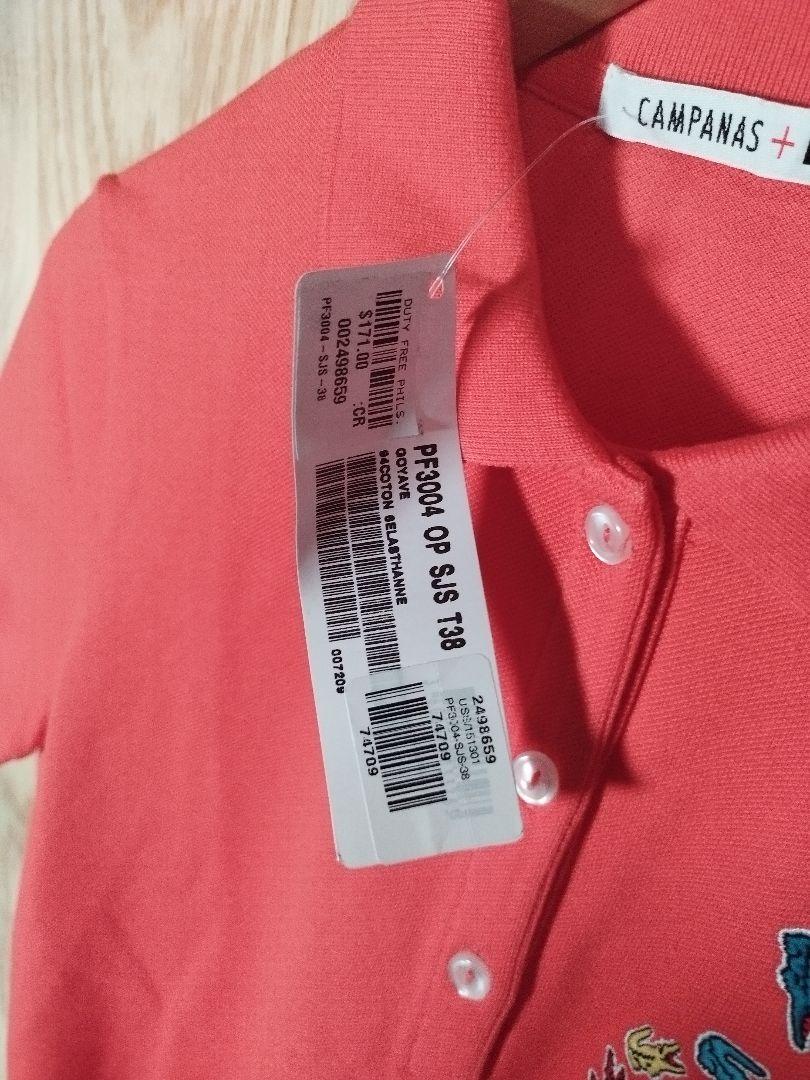 CAMPANAS +
DUTY FREE PHILS.
$171.00
002498659 :CR
PF3004-SJS-38
PF3004 OP SJS T38
GOYAVE
94COTON 6ELASTHANNE
007209
2498659
PF3004-SJS-38
74709
74709